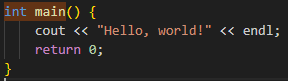 int main() {
    cout << "Hello, world!" << endl;
    return 0;
}